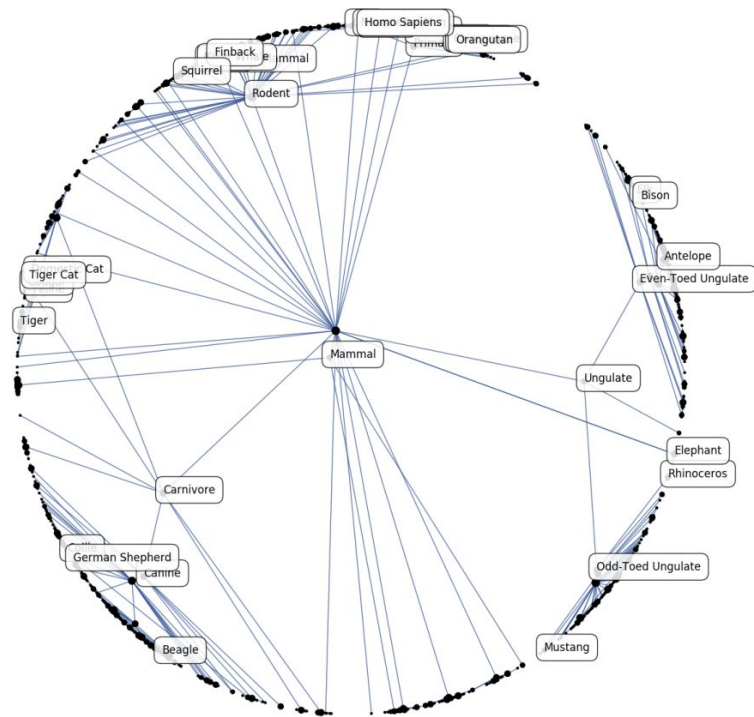 Homo Sapiens
Orangutan
Finback
Squirrel
Rodent
Bison
Antelope
Even-Toed Ungulate
Tiger Cat
Tiger
Mammal
Ungulate
Elephant
Rhinoceros
Carnivore
German Shepherd
Canine
Odd-Toed Ungulate
Beagle
Mustang